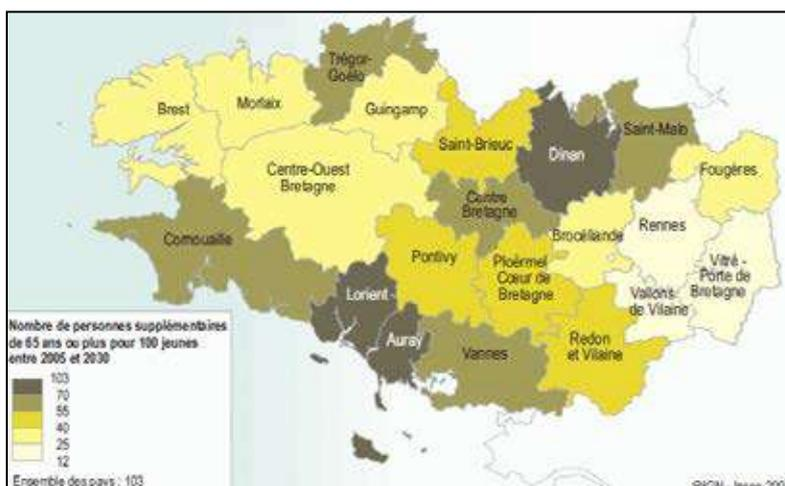 Trégor-
Goëlo
Brest
Morlaix
Guingamp
Saint-Brieuc
Dinan
Saint-Malo
Fougères
Centre-Ouest
Bretagne
Centre
Bretagne
Cornouaille
Pontivy
Ploërmel
Cœur de
Bretagne
Brocéliande
Rennes
Vitré -
Porte de
Bretagne
Vallons
de Vilaine
Lorient
Auray
Vannes
Redon
et Vilaine
Nombre de personnes supplémentaires
de 65 ans ou plus pour 100 jeunes
entre 2005 et 2030
103
70
55
40
25
12
Ensemble des pays : 103
IGN - Insee